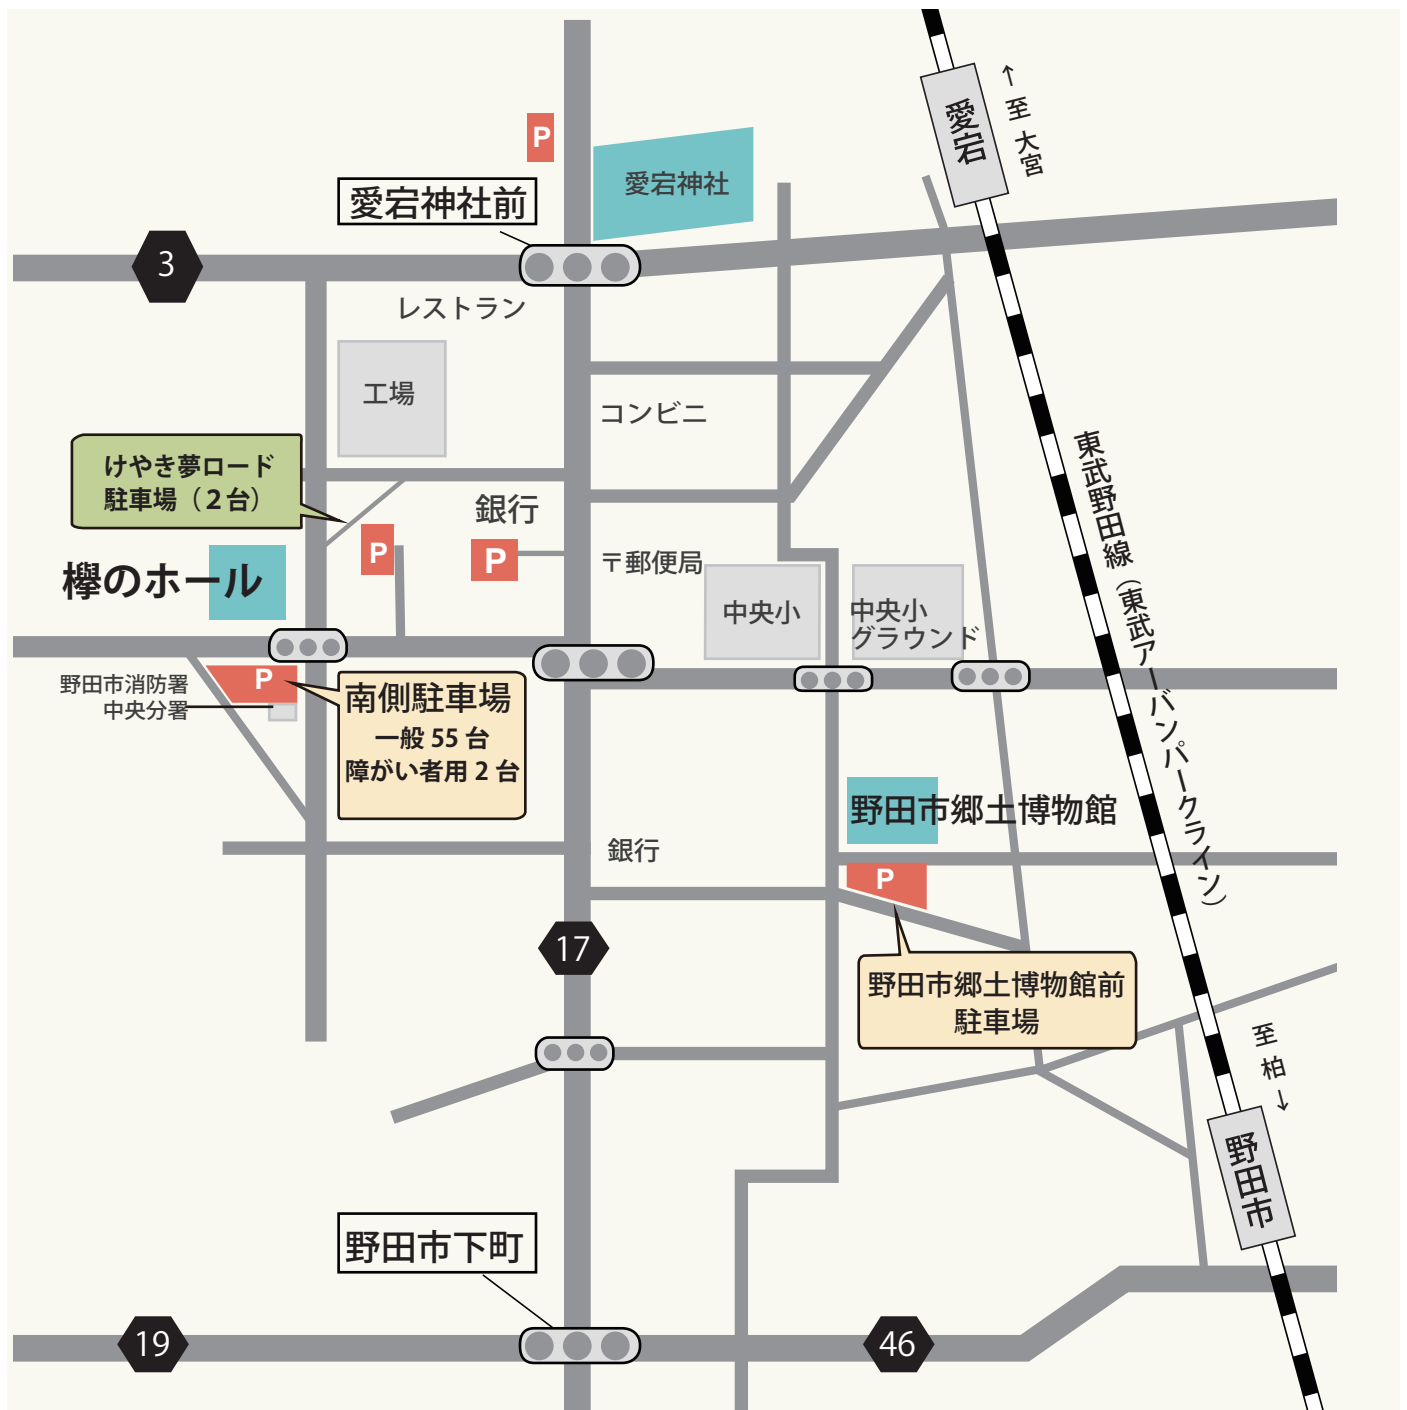 愛宕
↑至 大宮
P
愛宕神社
愛宕神社前
3
レストラン
工場
コンビニ
けやき夢ロード
駐車場（2台）
銀行
P
P
〒郵便局
欅のホール
中央小
中央小
グラウンド
東武野田線（東武アーバンパークライン）
野田市消防署
中央分署
P
南側駐車場
一般 55 台
障がい者用 2 台
野田市郷土博物館
銀行
P
17
野田市郷土博物館前
駐車場
至 柏↓
野田市
野田市下町
19
46